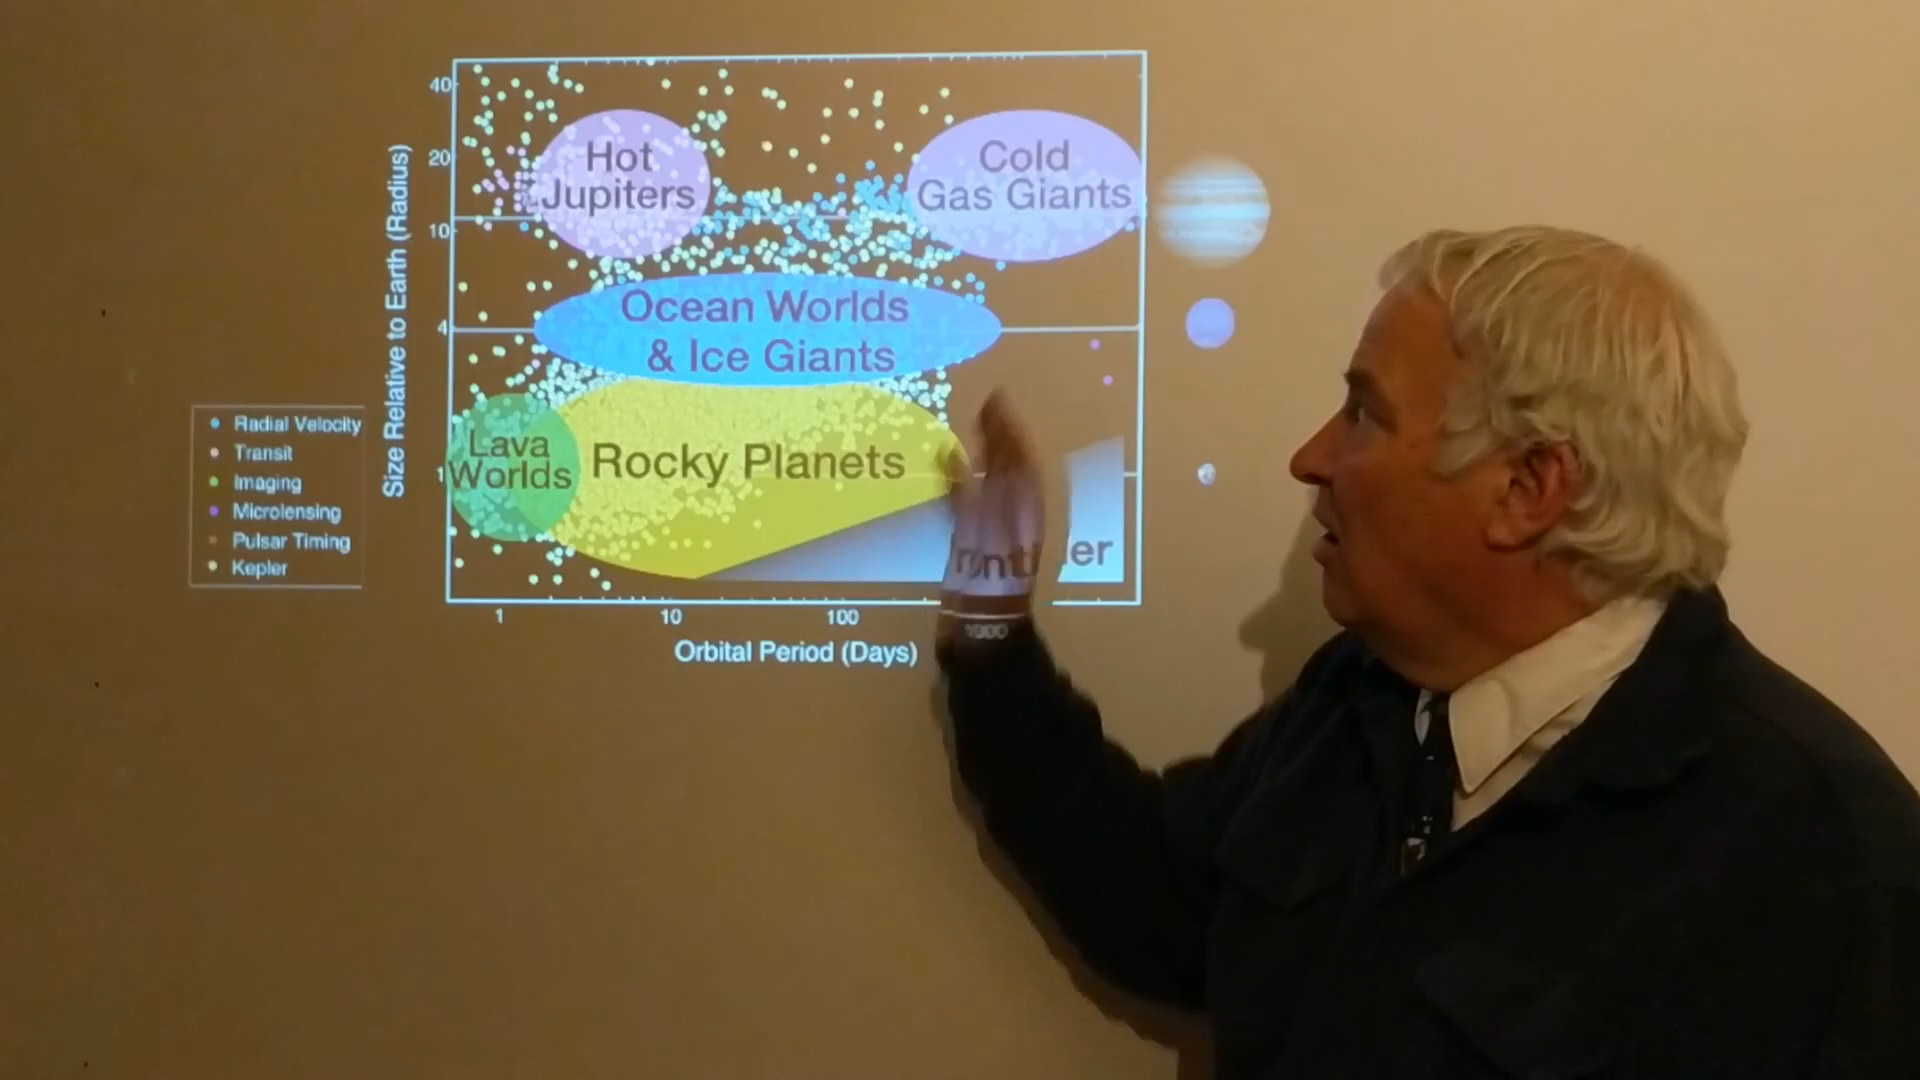 40
20
10
4
1
Size Relative to Earth (Radius)
Hot
Jupiters
Cold
Gas Giants
Ocean Worlds
& Ice Giants
Lava
Worlds
Rocky Planets
1
10
100
1000
Orbital Period (Days)
Radial Velocity
Transit
Imaging
Microlensing
Pulsar Timing
Kepler